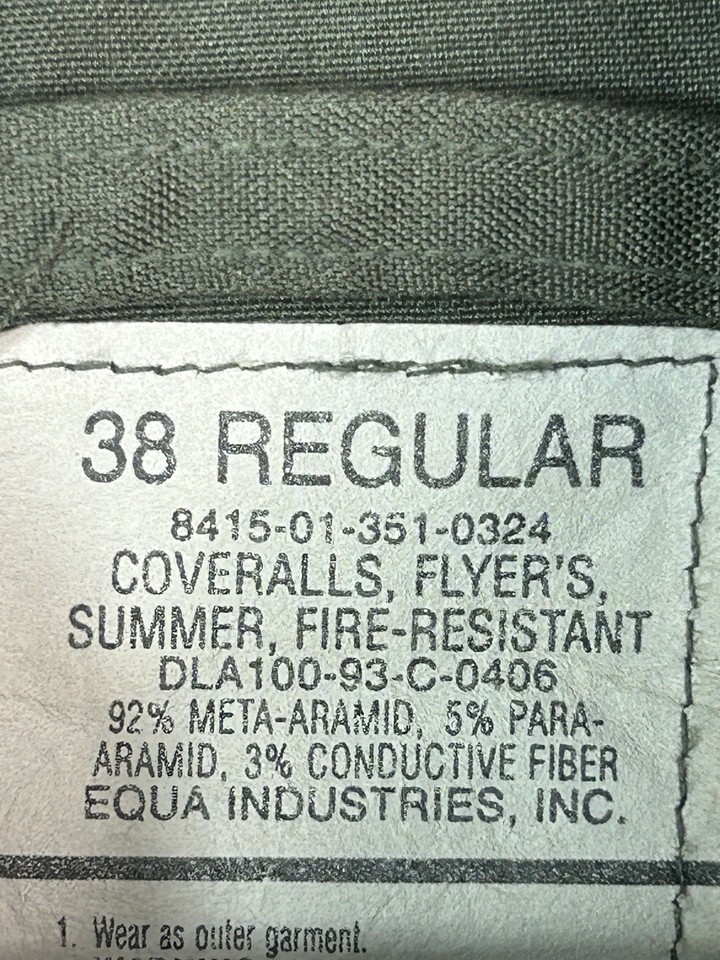 38 REGULAR
8415-01-351-0324
COVERALLS, FLYER'S,
SUMMER, FIRE-RESISTANT
DLA100-93-C-0406
92% META-ARAMID, 5% PARA-
ARAMID, 3% CONDUCTIVE FIBER
EQUA INDUSTRIES, INC.
1. Wear as outer garment.